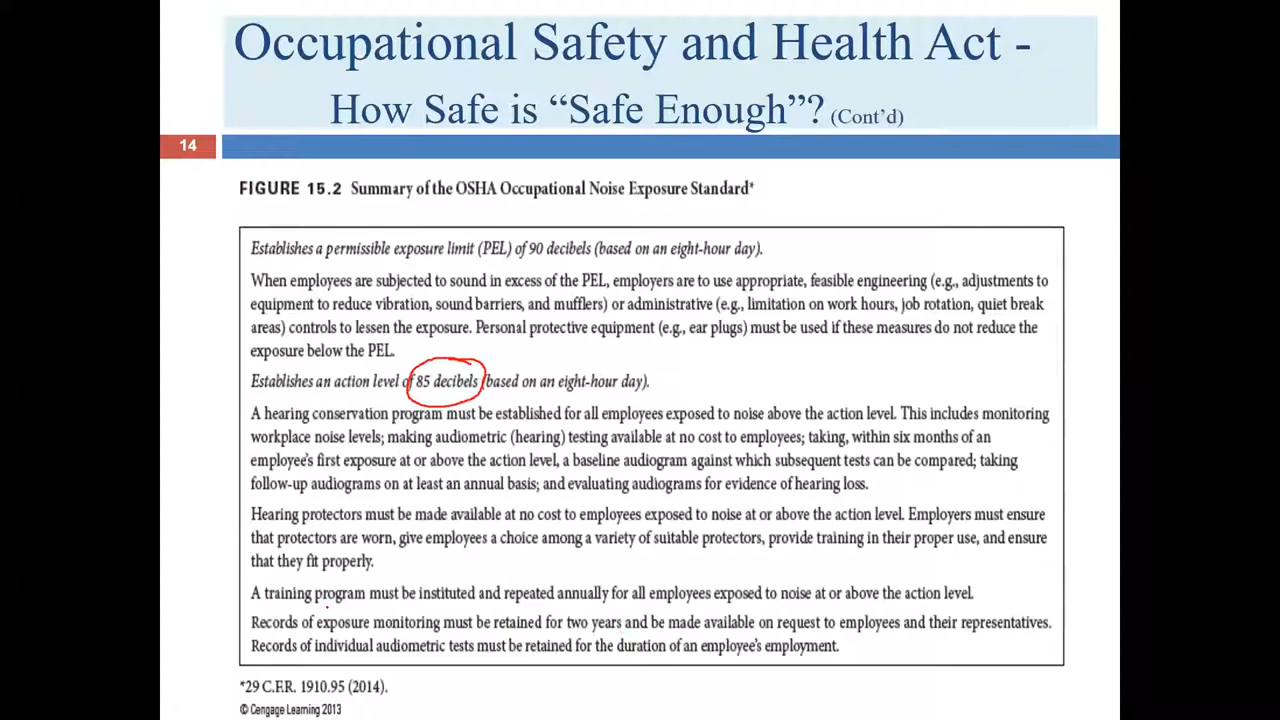 Occupational Safety and Health Act -
How Safe is “Safe Enough”? (Cont’d)
14
FIGURE 15.2 Summary of the OSHA Occupational Noise Exposure Standard*
Establishes a permissible exposure limit (PEL) of 90 decibels (based on an eight-hour day).
When employees are subjected to sound in excess of the PEL, employers are to use appropriate, feasible engineering (e.g., adjustments to
equipment to reduce vibration, sound barriers, and mufflers) or administrative (e.g., limitation on work hours, job rotation, quiet break
areas) controls to lessen the exposure. Personal protective equipment (e.g., ear plugs) must be used if these measures do not reduce the
exposure below the PEL.
Establishes an action level of 85 decibels (based on an eight-hour day).
A hearing conservation program must be established for all employees exposed to noise above the action level. This includes monitoring
workplace noise levels; making audiometric (hearing) testing available at no cost to employees; taking, within six months of an
employee’s first exposure at or above the action level, a baseline audiogram against which subsequent tests can be compared; taking
follow-up audiograms on at least an annual basis; and evaluating audiograms for evidence of hearing loss.
Hearing protectors must be made available at no cost to employees exposed to noise at or above the action level. Employers must ensure
that protectors are worn, give employees a choice among a variety of suitable protectors, provide training in their proper use, and ensure
that they fit properly.
A training program must be instituted and repeated annually for all employees exposed to noise at or above the action level.
Records of exposure monitoring must be retained for two years and be made available on request to employees and their representatives.
Records of individual audiometric tests must be retained for the duration of an employee’s employment.
*29 C.F.R. 1910.95 (2014).
© Cengage Learning 2013